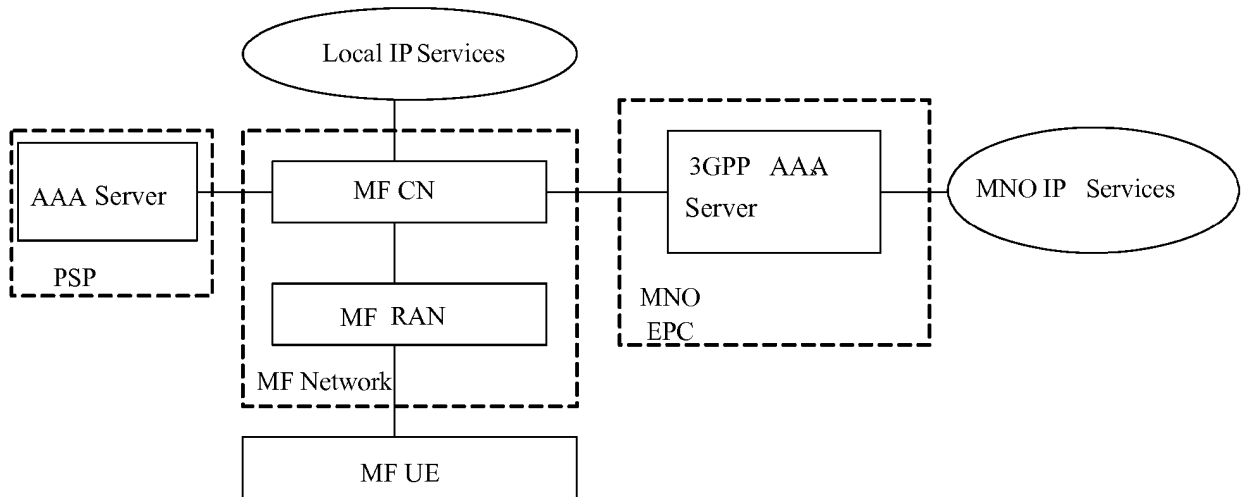 Local IP Services
AAA Server
PSP
MF CN
MF RAN
MF Network
MF UE
3GPP AAA
Server
MNO
EPC
MNO IP Services